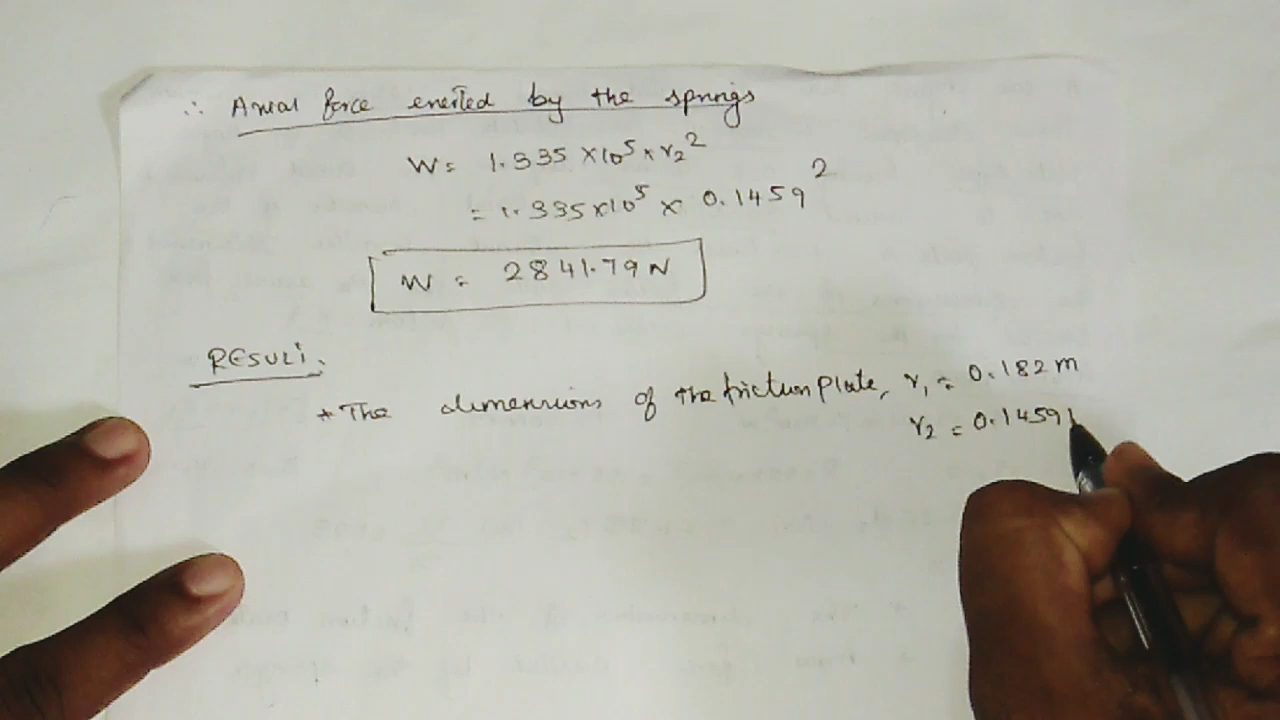 ∴ Axial force exerted by the springs
W = 1.335 × 10⁵ × r₂²
= 1.335 × 10⁵ × 0.1459²
W = 2841.79 N
RESULT:
* The dimensions of the friction plate, r₁ = 0.182 m
r₂ = 0.1459